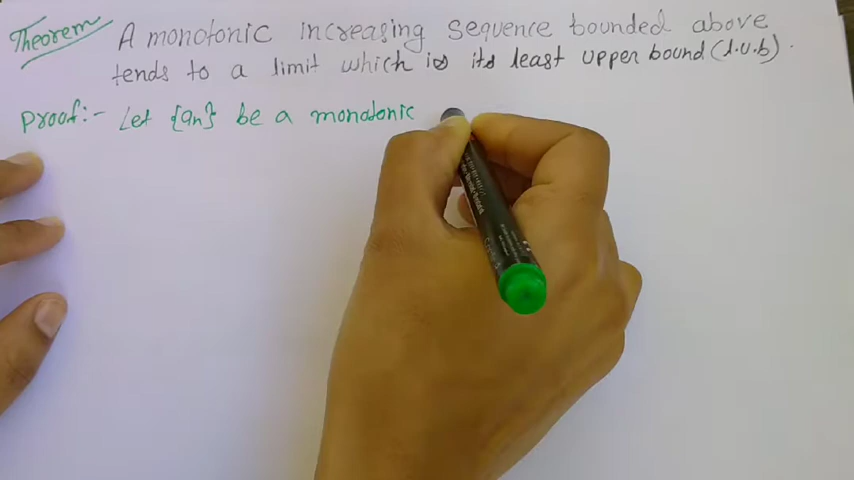 Theorem A monotonic increasing sequence bounded above
tends to a limit which is its least upper bound (l.u.b).
Proof:- Let {an} be a monotonic